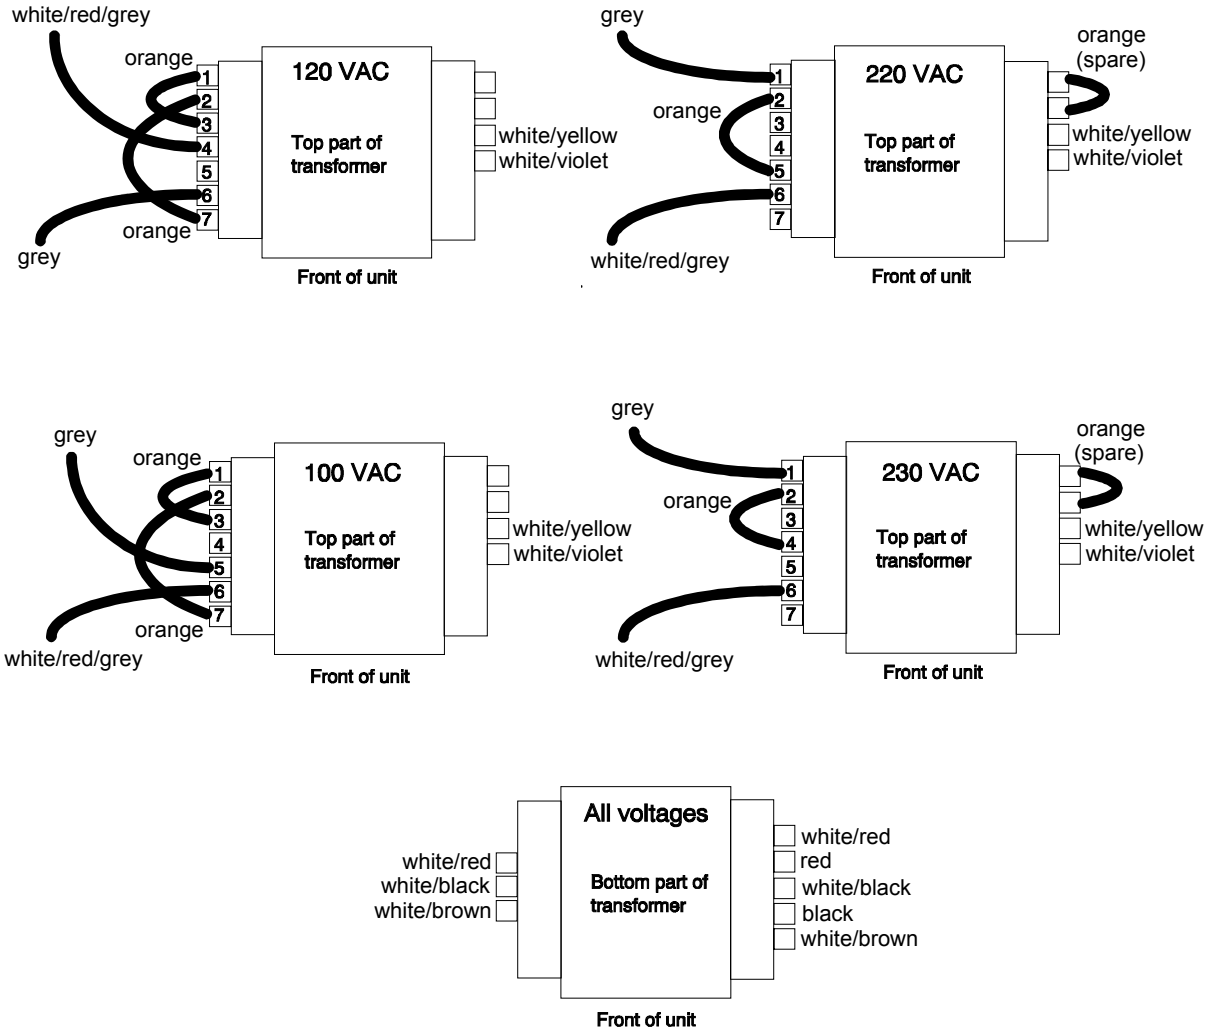 white/red/grey
orange
1
2
3
4
5
6
7
orange
grey
120 VAC
Top part of
transformer
white/yellow
white/violet
Front of unit
grey
orange
1
2
3
4
5
6
7
white/red/grey
220 VAC
Top part of
transformer
orange
(spare)
white/yellow
white/violet
Front of unit
grey
orange
1
2
3
4
5
6
7
orange
white/red/grey
100 VAC
Top part of
transformer
white/yellow
white/violet
Front of unit
grey
orange
1
2
3
4
5
6
7
white/red/grey
230 VAC
Top part of
transformer
orange
(spare)
white/yellow
white/violet
Front of unit
white/red
white/black
white/brown
All voltages
Bottom part of
transformer
white/red
red
white/black
black
white/brown
Front of unit